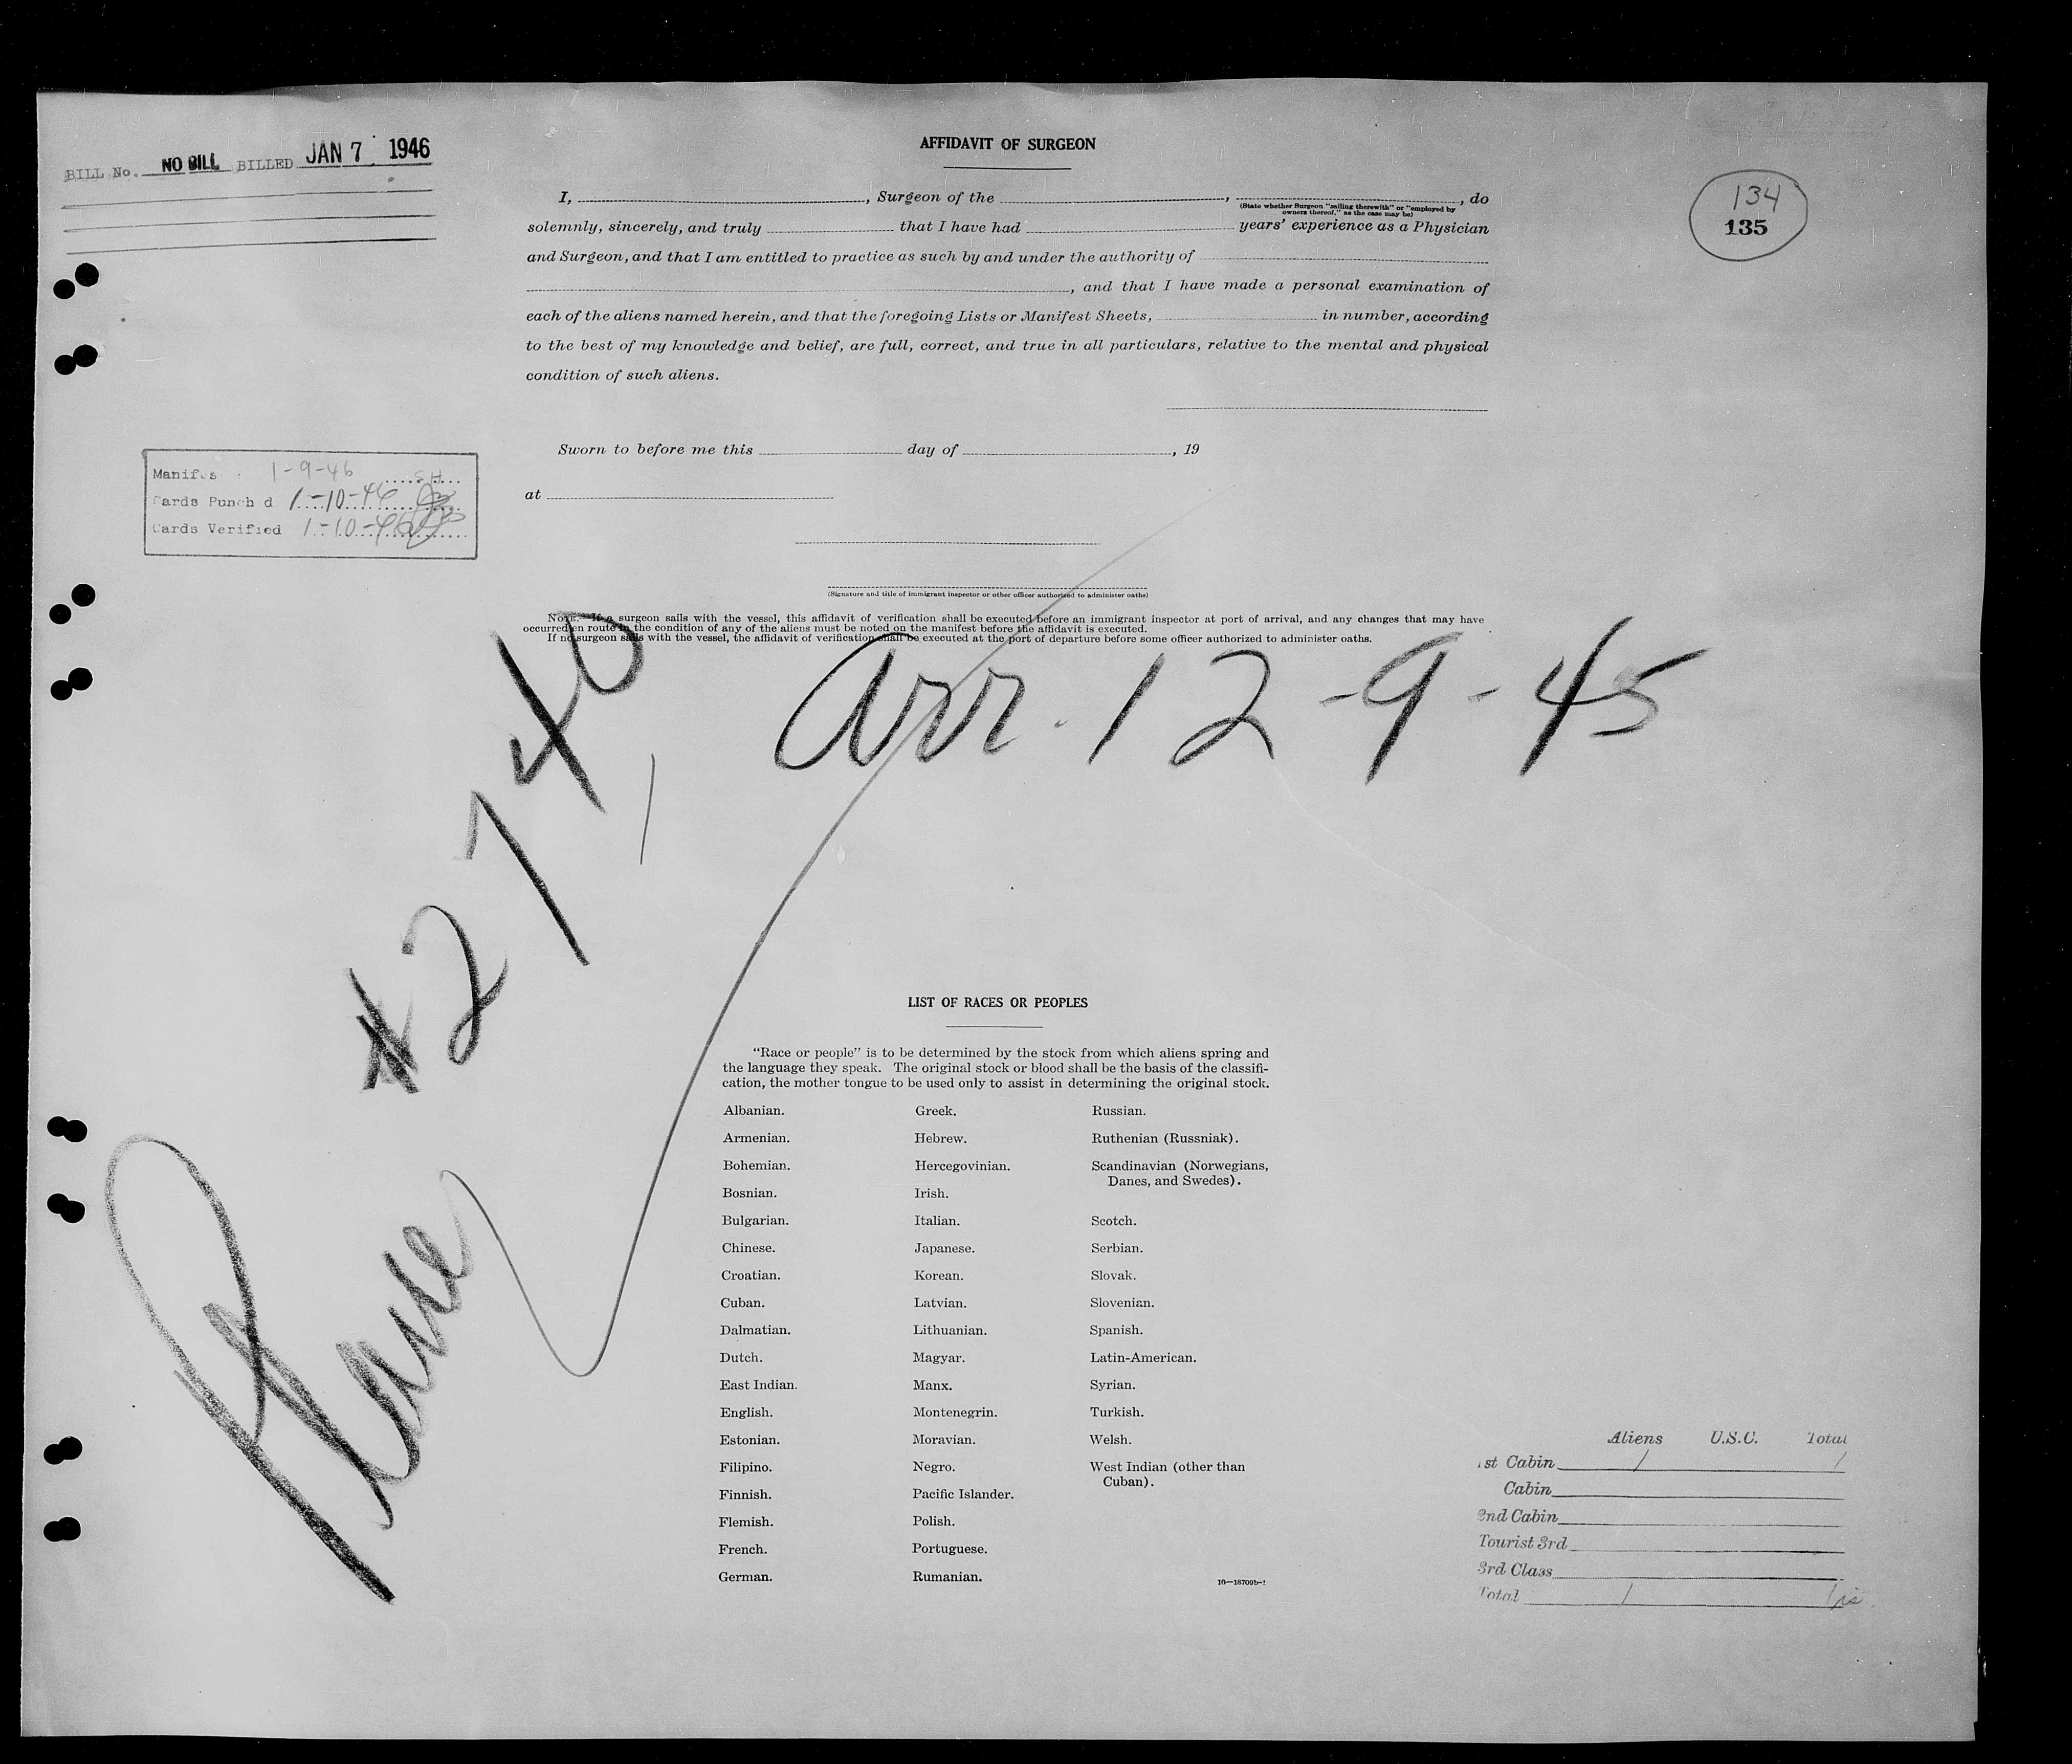 BILL No. NO BILL BILLED JAN 7 1946
AFFIDAVIT OF SURGEON
134
135
I, , Surgeon of the , , do
(State whether Surgeon "sailing therewith" or "employed by
owners thereof," as the case may be)
solemnly, sincerely, and truly that I have had years' experience as a Physician
and Surgeon, and that I am entitled to practice as such by and under the authority of
, and that I have made a personal examination of
each of the aliens named herein, and that the foregoing Lists or Manifest Sheets, in number, according
to the best of my knowledge and belief, are full, correct, and true in all particulars, relative to the mental and physical
condition of such aliens.
Sworn to before me this day of , 19
at
Manifes 1-9-46
Cards Punch d 1-10-46
Cards Verified 1-10-46
(Signature and title of immigrant inspector or other officer authorized to administer oaths)
NOTE.—If a surgeon sails with the vessel, this affidavit of verification shall be executed before an immigrant inspector at port of arrival, and any changes that may have
occurred en route in the condition of any of the aliens must be noted on the manifest before the affidavit is executed.
If no surgeon sails with the vessel, the affidavit of verification shall be executed at the port of departure before some officer authorized to administer oaths.
Arr. 12-9-45
#2740
Plane
LIST OF RACES OR PEOPLES
"Race or people" is to be determined by the stock from which aliens spring and
the language they speak. The original stock or blood shall be the basis of the classifi-
cation, the mother tongue to be used only to assist in determining the original stock.
Albanian. Greek. Russian.
Armenian. Hebrew. Ruthenian (Russniak).
Bohemian. Hercegovinian. Scandinavian (Norwegians,
Danes, and Swedes).
Bosnian. Irish.
Bulgarian. Italian. Scotch.
Chinese. Japanese. Serbian.
Croatian. Korean. Slovak.
Cuban. Latvian. Slovenian.
Dalmatian. Lithuanian. Spanish.
Dutch. Magyar. Latin-American.
East Indian. Manx. Syrian.
English. Montenegrin. Turkish.
Estonian. Moravian. Welsh.
Filipino. Negro. West Indian (other than
Cuban).
Finnish. Pacific Islander.
Flemish. Polish.
French. Portuguese.
German. Rumanian.
Aliens U.S.C. Total
1st Cabin 1 1
Cabin
2nd Cabin
Tourist 3rd
3rd Class
Total 1 1